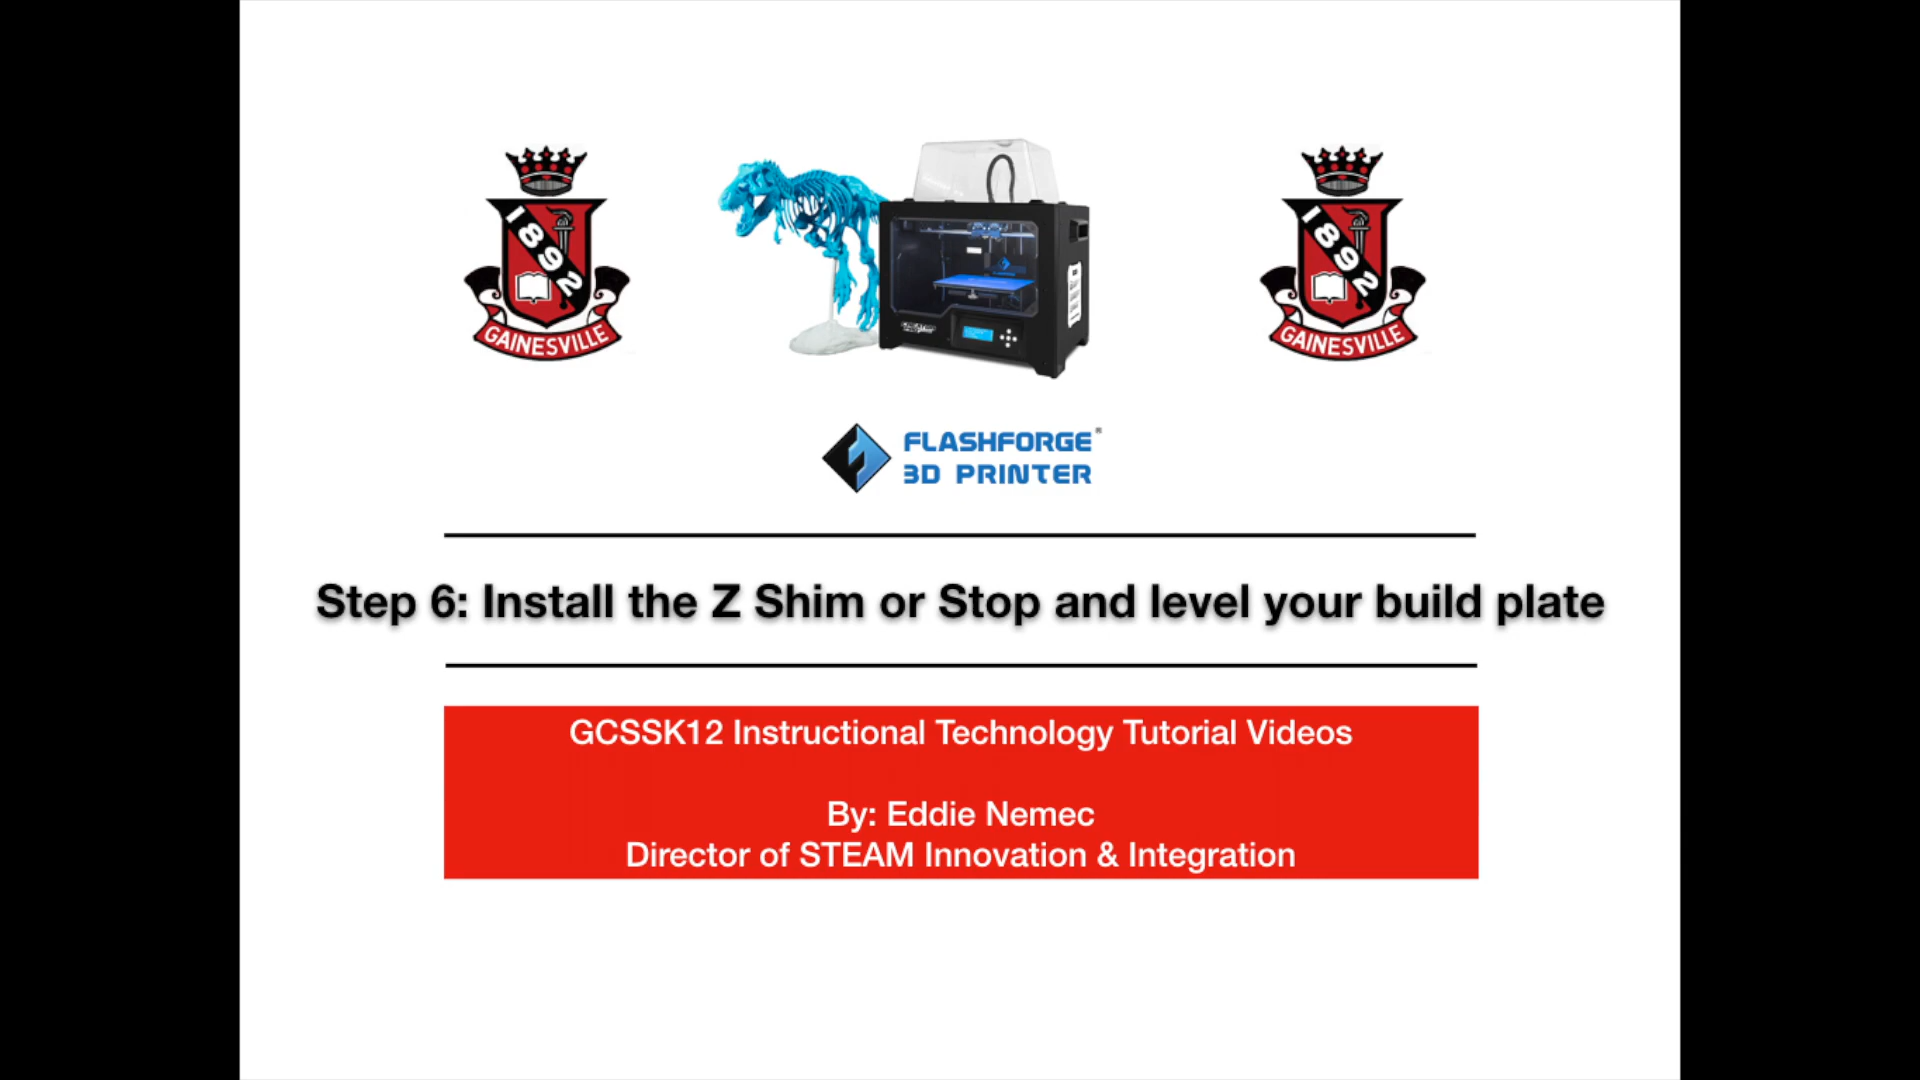 1892
GAINESVILLE
1892
GAINESVILLE
FLASHFORGE®
3D PRINTER
Step 6: Install the Z Shim or Stop and level your build plate
GCSSK12 Instructional Technology Tutorial Videos
By: Eddie Nemec
Director of STEAM Innovation & Integration